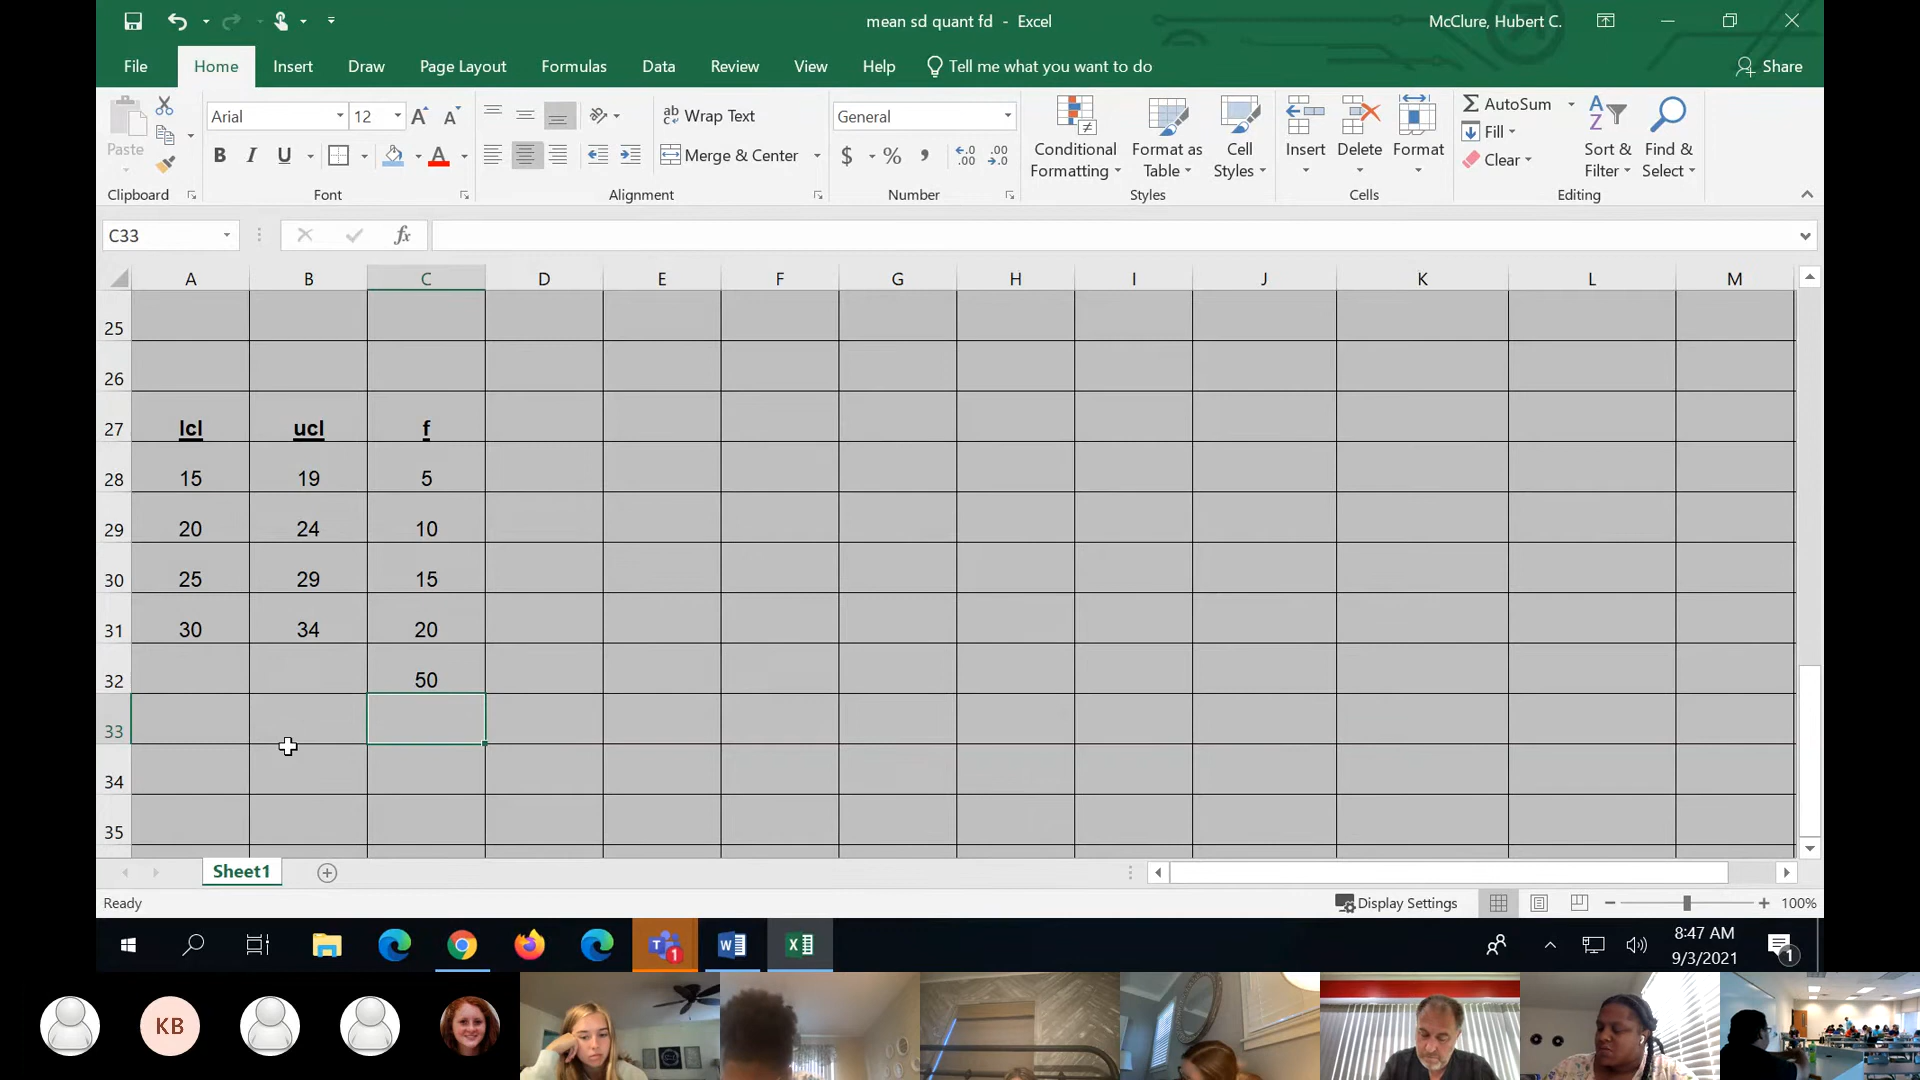 mean sd quant fd - Excel
McClure, Hubert C.
File Home Insert Draw Page Layout Formulas Data Review View Help Tell me what you want to do Share
Paste
Arial 12
Wrap Text
General
B I U
Merge & Center
$ % ,
Conditional Formatting
Format as Table
Cell Styles
Insert Delete Format
AutoSum
Fill
Clear
Sort & Filter
Find & Select
Clipboard Font Alignment Number Styles Cells Editing
C33 fx
A B C D E F G H I J K L M
25
26
27 lcl ucl f
28 15 19 5
29 20 24 10
30 25 29 15
31 30 34 20
32 50
33
34
35
Sheet1
Ready Display Settings 100%
8:47 AM
9/3/2021
1
1
KB